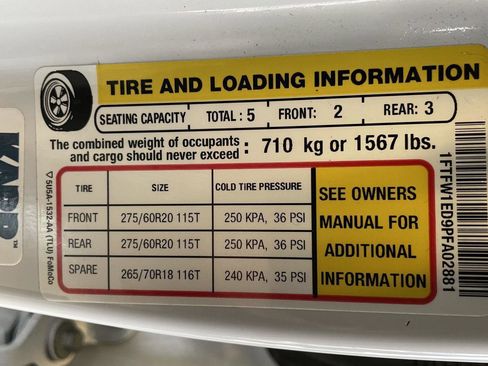 TIRE AND LOADING INFORMATION
SEATING CAPACITY TOTAL : 5 FRONT: 2 REAR: 3
The combined weight of occupants
and cargo should never exceed : 710 kg or 1567 lbs.
TIRE SIZE COLD TIRE PRESSURE
FRONT 275/60R20 115T 250 KPA, 36 PSI
REAR 275/60R20 115T 250 KPA, 36 PSI
SPARE 265/70R18 116T 240 KPA, 35 PSI
SEE OWNERS
MANUAL FOR
ADDITIONAL
INFORMATION
5U5A-1532-AA (TLU) FoMoCo
1FTFW1ED9PFA02881
KARR
TM